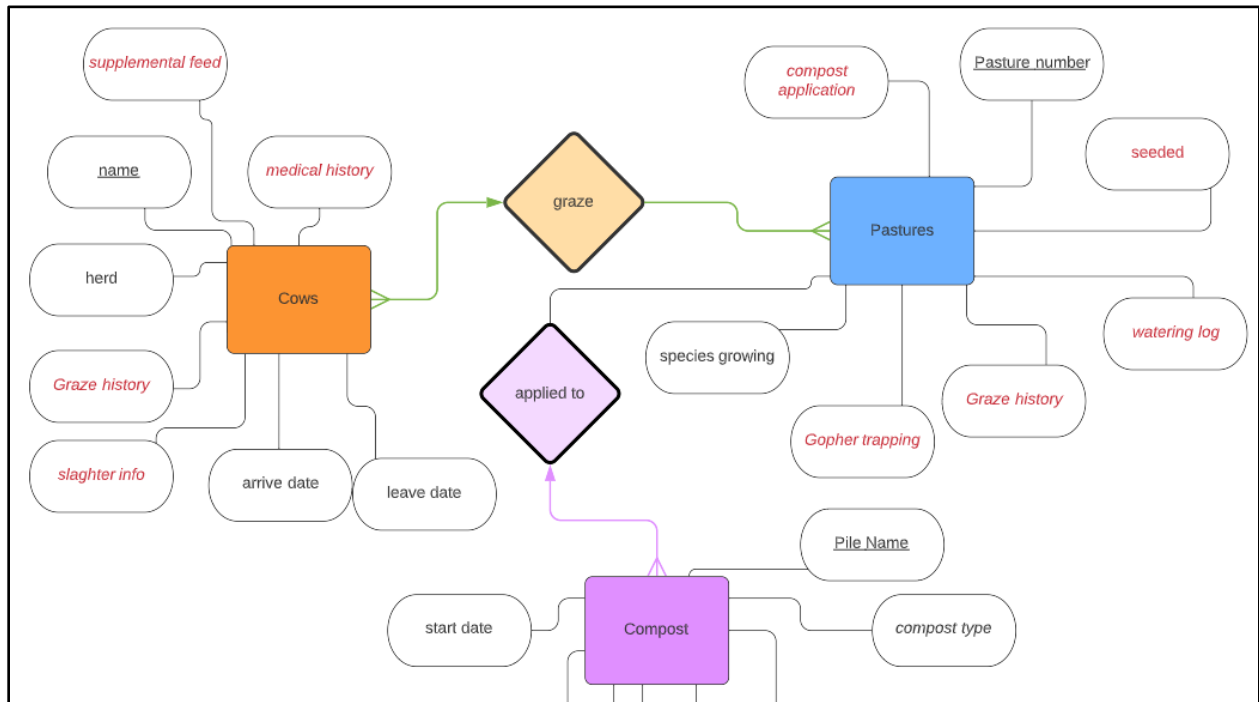 supplemental feed
name
medical history
herd
Cows
Graze history
slaghter info
arrive date
leave date
graze
compost
application
Pasture number
seeded
Pastures
species growing
watering log
Gopher trapping
Graze history
applied to
Pile Name
start date
Compost
compost type